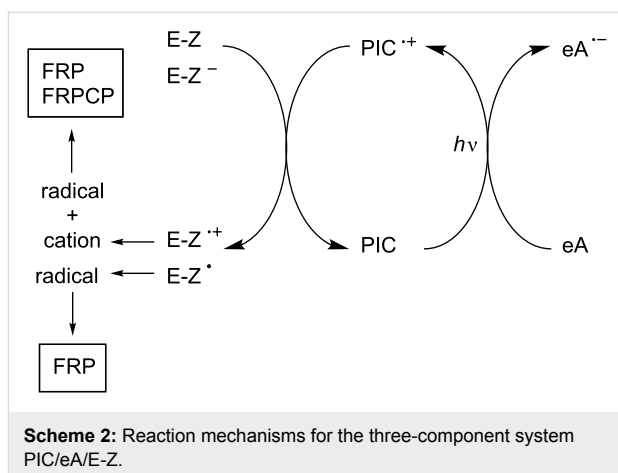 E-Z
E-Z⁻
PIC•⁺
eA•⁻
FRP
FRPCP
hν
radical
+
cation
E-Z•⁺
PIC
eA
radical
E-Z•
FRP
Scheme 2: Reaction mechanisms for the three-component system
PIC/eA/E-Z.